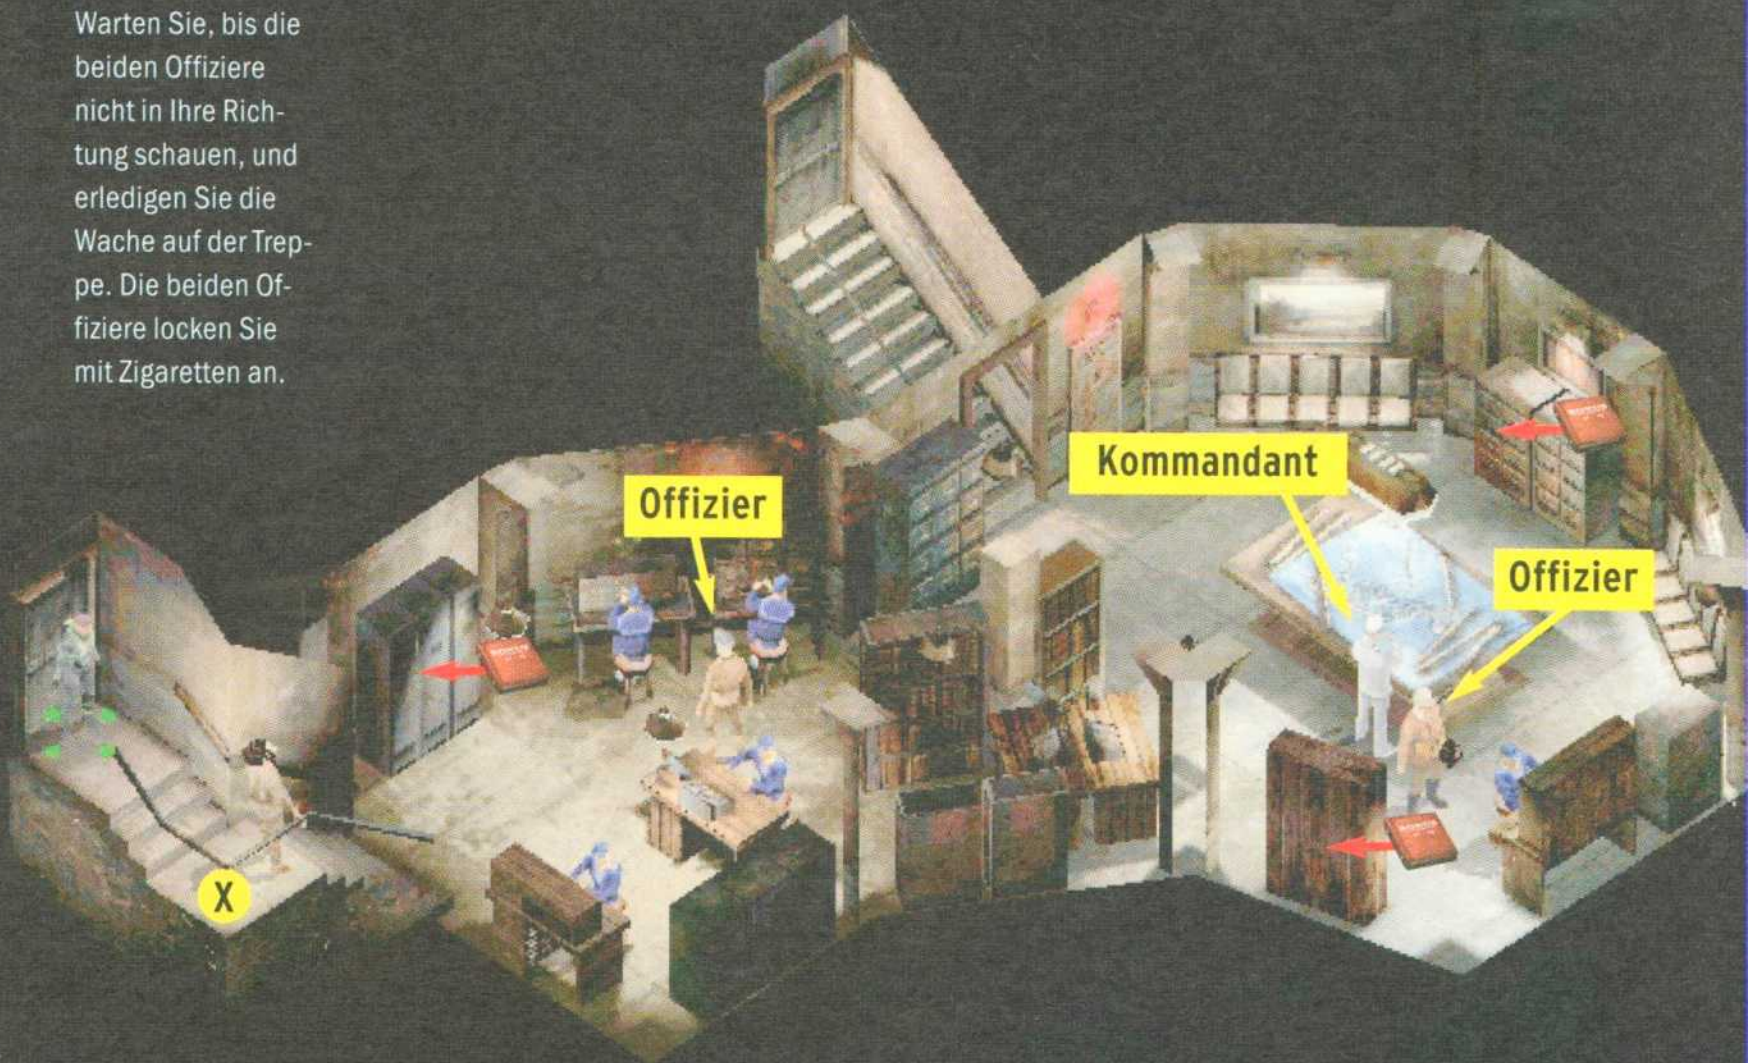 Warten Sie, bis die
beiden Offiziere
nicht in Ihre Rich-
tung schauen, und
erledigen Sie die
Wache auf der Trep-
pe. Die beiden Of-
fiziere locken Sie
mit Zigaretten an.
Kommandant
Offizier
Offizier
X